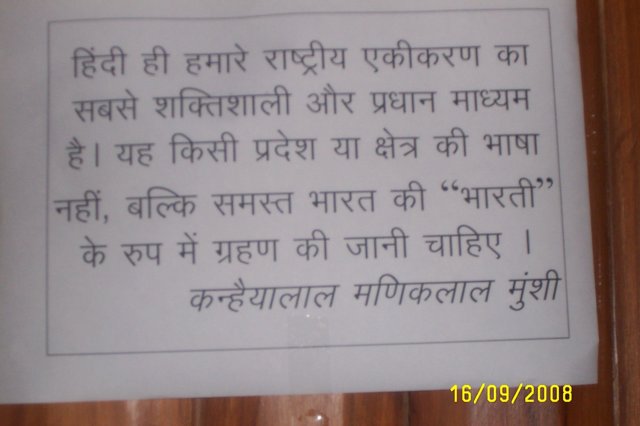 हिंदी ही हमारे राष्ट्रीय एकीकरण का
सबसे शक्तिशाली और प्रधान माध्यम
है। यह किसी प्रदेश या क्षेत्र की भाषा
नहीं, बल्कि समस्त भारत की “भारती”
के रुप में ग्रहण की जानी चाहिए ।
कन्हैयालाल मणिकलाल मुंशी
16/09/2008